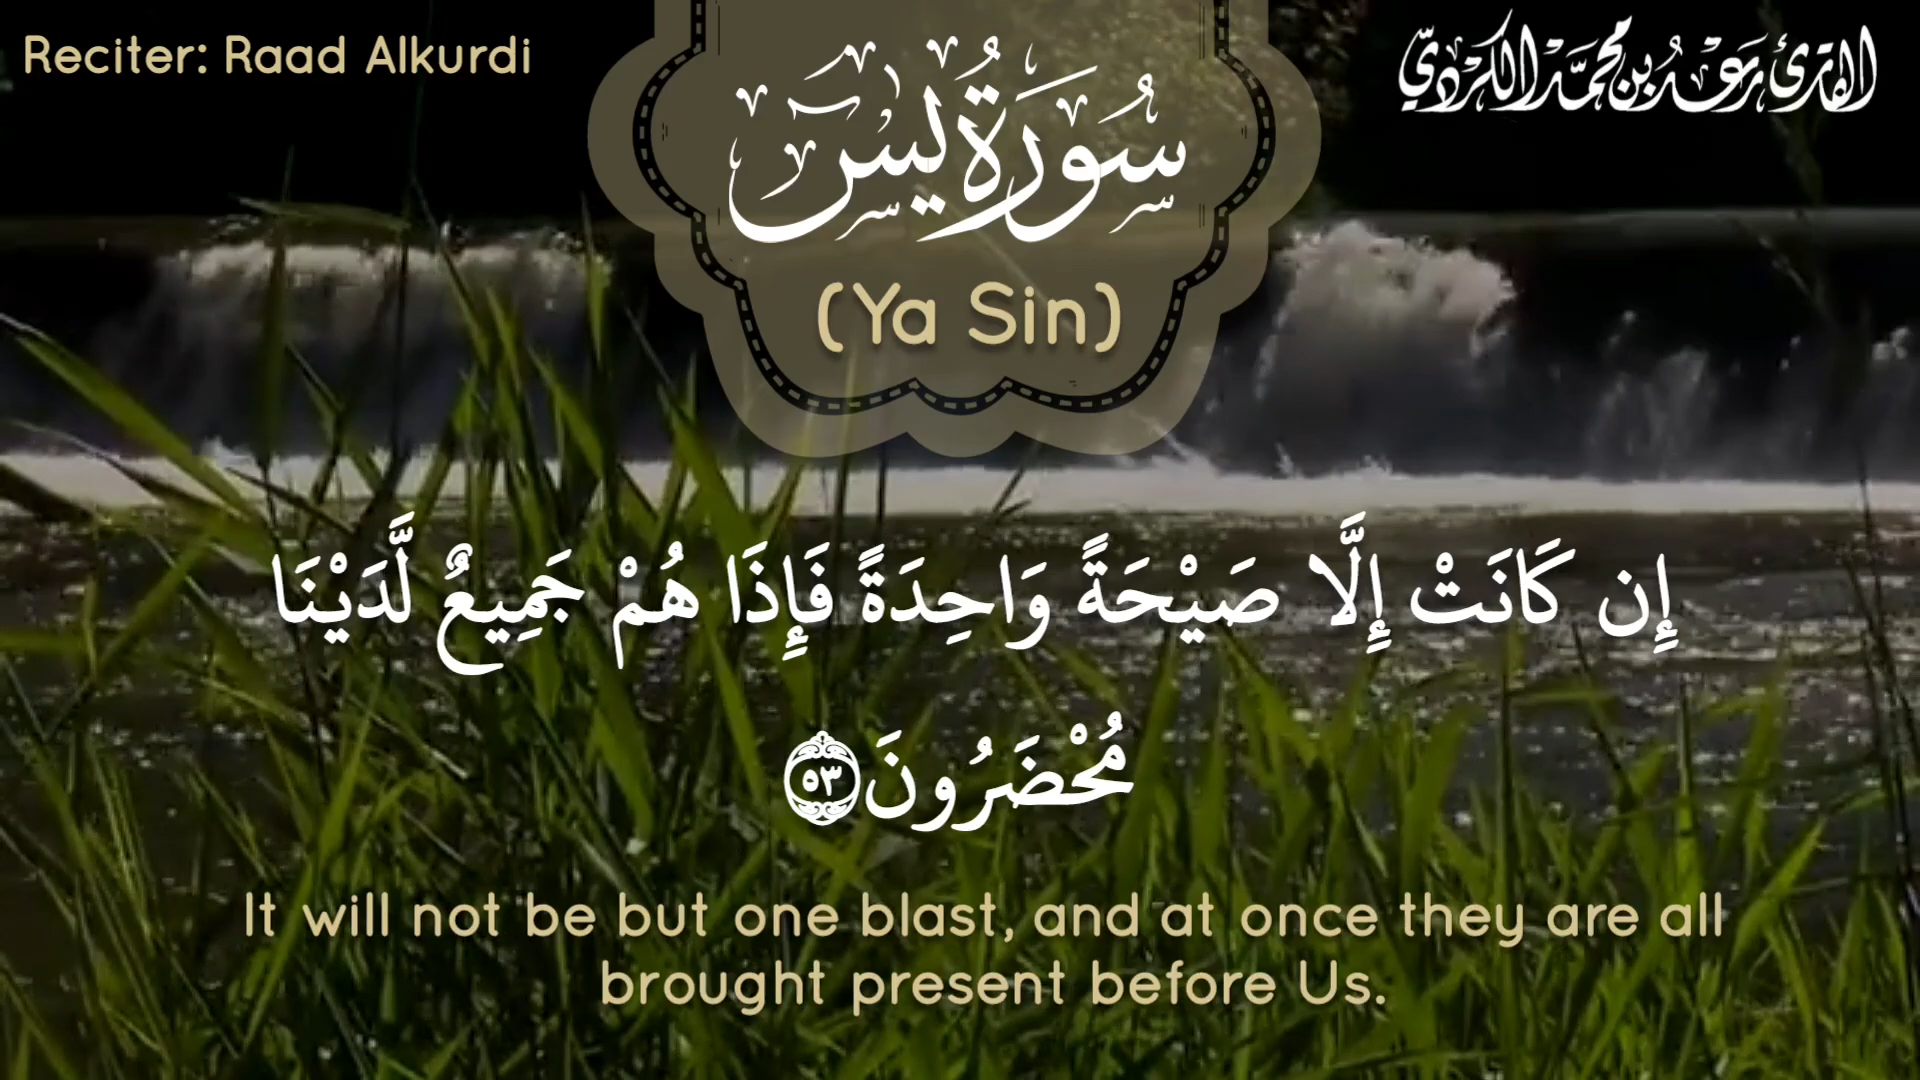 Reciter: Raad Alkurdi
القارئ رعد بن محمد الكردي
سُورَةُ يس
(Ya Sin)
إِن كَانَتْ إِلَّا صَيْحَةً وَاحِدَةً فَإِذَا هُمْ جَمِيعٌ لَّدَيْنَا
مُحْضَرُونَ ٥٣
It will not be but one blast, and at once they are all
brought present before Us.